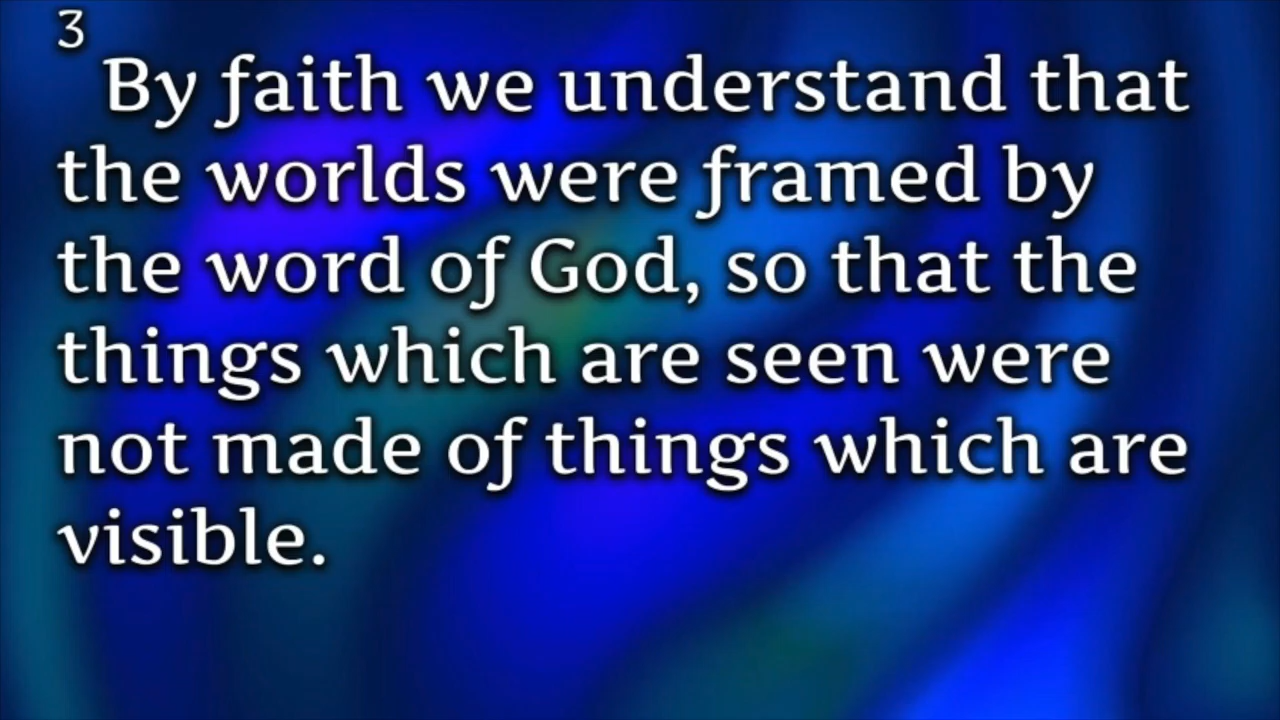 3
By faith we understand that
the worlds were framed by
the word of God, so that the
things which are seen were
not made of things which are
visible.